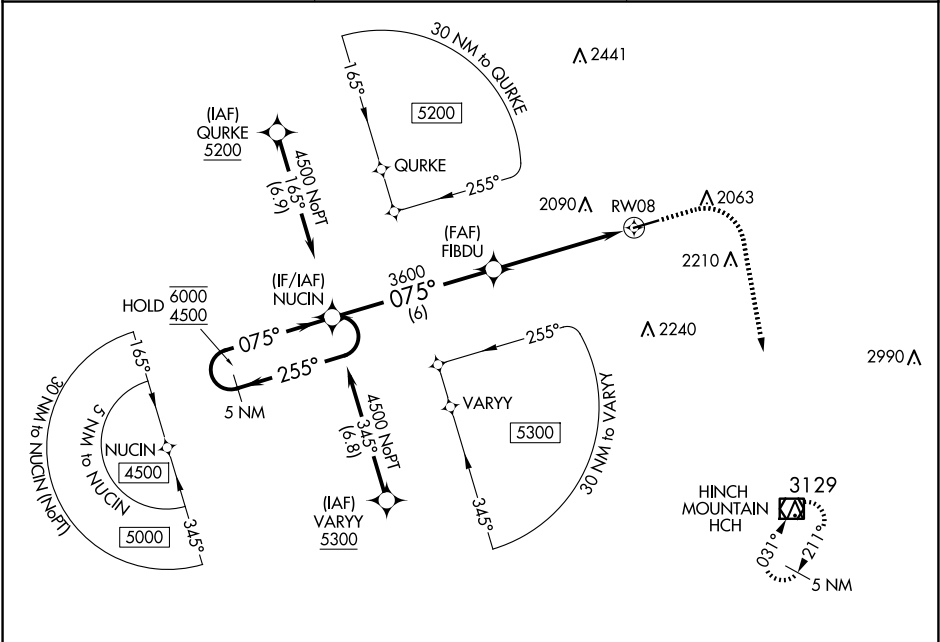 30 NM to QURKE
2441
165°
5200
QURKE
255°
(IAF)
QURKE
5200
4500 NoPT
165°
(6.9)
2090
RW08
2063
(FAF)
FIBDU
2210
(IF/IAF)
NUCIN
3600
075°
(6)
HOLD
6000
4500
075°
255°
5 NM
2240
2990
255°
VARYY
5300
345°
30 NM to VARYY
4500 NoPT
345°
(6.8)
(IAF)
VARYY
5300
165°
30 NM to NUCIN (NoPT)
5 NM to NUCIN
NUCIN
4500
5000
345°
HINCH
MOUNTAIN
HCH
3129
031°
211°
5 NM